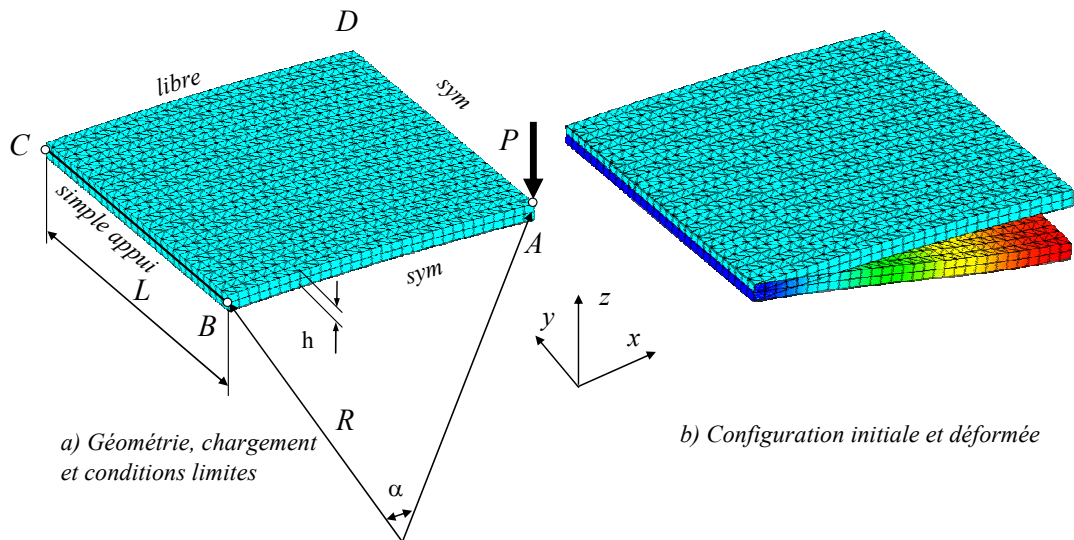 D
libre
sym
C
P
simple appui
A
sym
L
B
h
z
y
x
R
a) Géométrie, chargement
et conditions limites
b) Configuration initiale et déformée
α